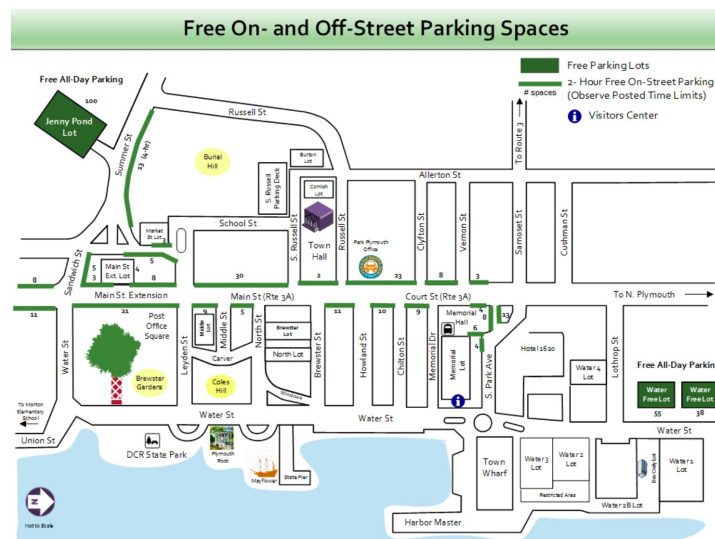 Free On- and Off-Street Parking Spaces
Free All-Day Parking
100
Jenny Pond
Lot
Free Parking Lots
2- Hour Free On-Street Parking
# spaces
(Observe Posted Time Limits)
Visitors Center
To Route 3
Russell St
Summer St
13 (4-hr)
Burial
Hill
Burton
Lot
S. Russell
Parking Deck
Cornish
Lot
Allerton St
Market
St Lot
3
School St
S. Russell St
Town
Hall
Russell St
Park Plymouth
Office
Clyfton St
Vernon St
Samoset St
Cushman St
Sandwich St
5
5
3
Main St
Ext. Lot
4
8
8
30
2
23
8
3
Main St. Extension
Main St (Rte 3A)
Court St (Rte 3A)
To N. Plymouth
11
21
9
5
11
10
9
4
8
13
6
4
Water St
Post
Office
Square
Brewster
Gardens
Leyden St
Middle
Lot
Middle St
North St
Brewster
Lot
North Lot
Carver
Winslow
Coles
Hill
Brewster St
Howland St
Chilton St
Memorial Dr
Memorial
Hall
Memorial
Lot
S. Park Ave
Hotel 1620
Water 4
Lot
Lothrop St
Free All-Day Parkin
Water
Free Lot
Water
Free Lot
55
38
To Morton
Elementary
School
Union St
Water St
Water St
Water St
DCR State Park
Plymouth
Rock
Mayflower
State Pier
Town
Wharf
Water 3
Lot
Water 2
Lot
Restricted Area
Bus Only Lot
Water 1
Lot
Water 2B Lot
Harbor Master
N
Not to Scale